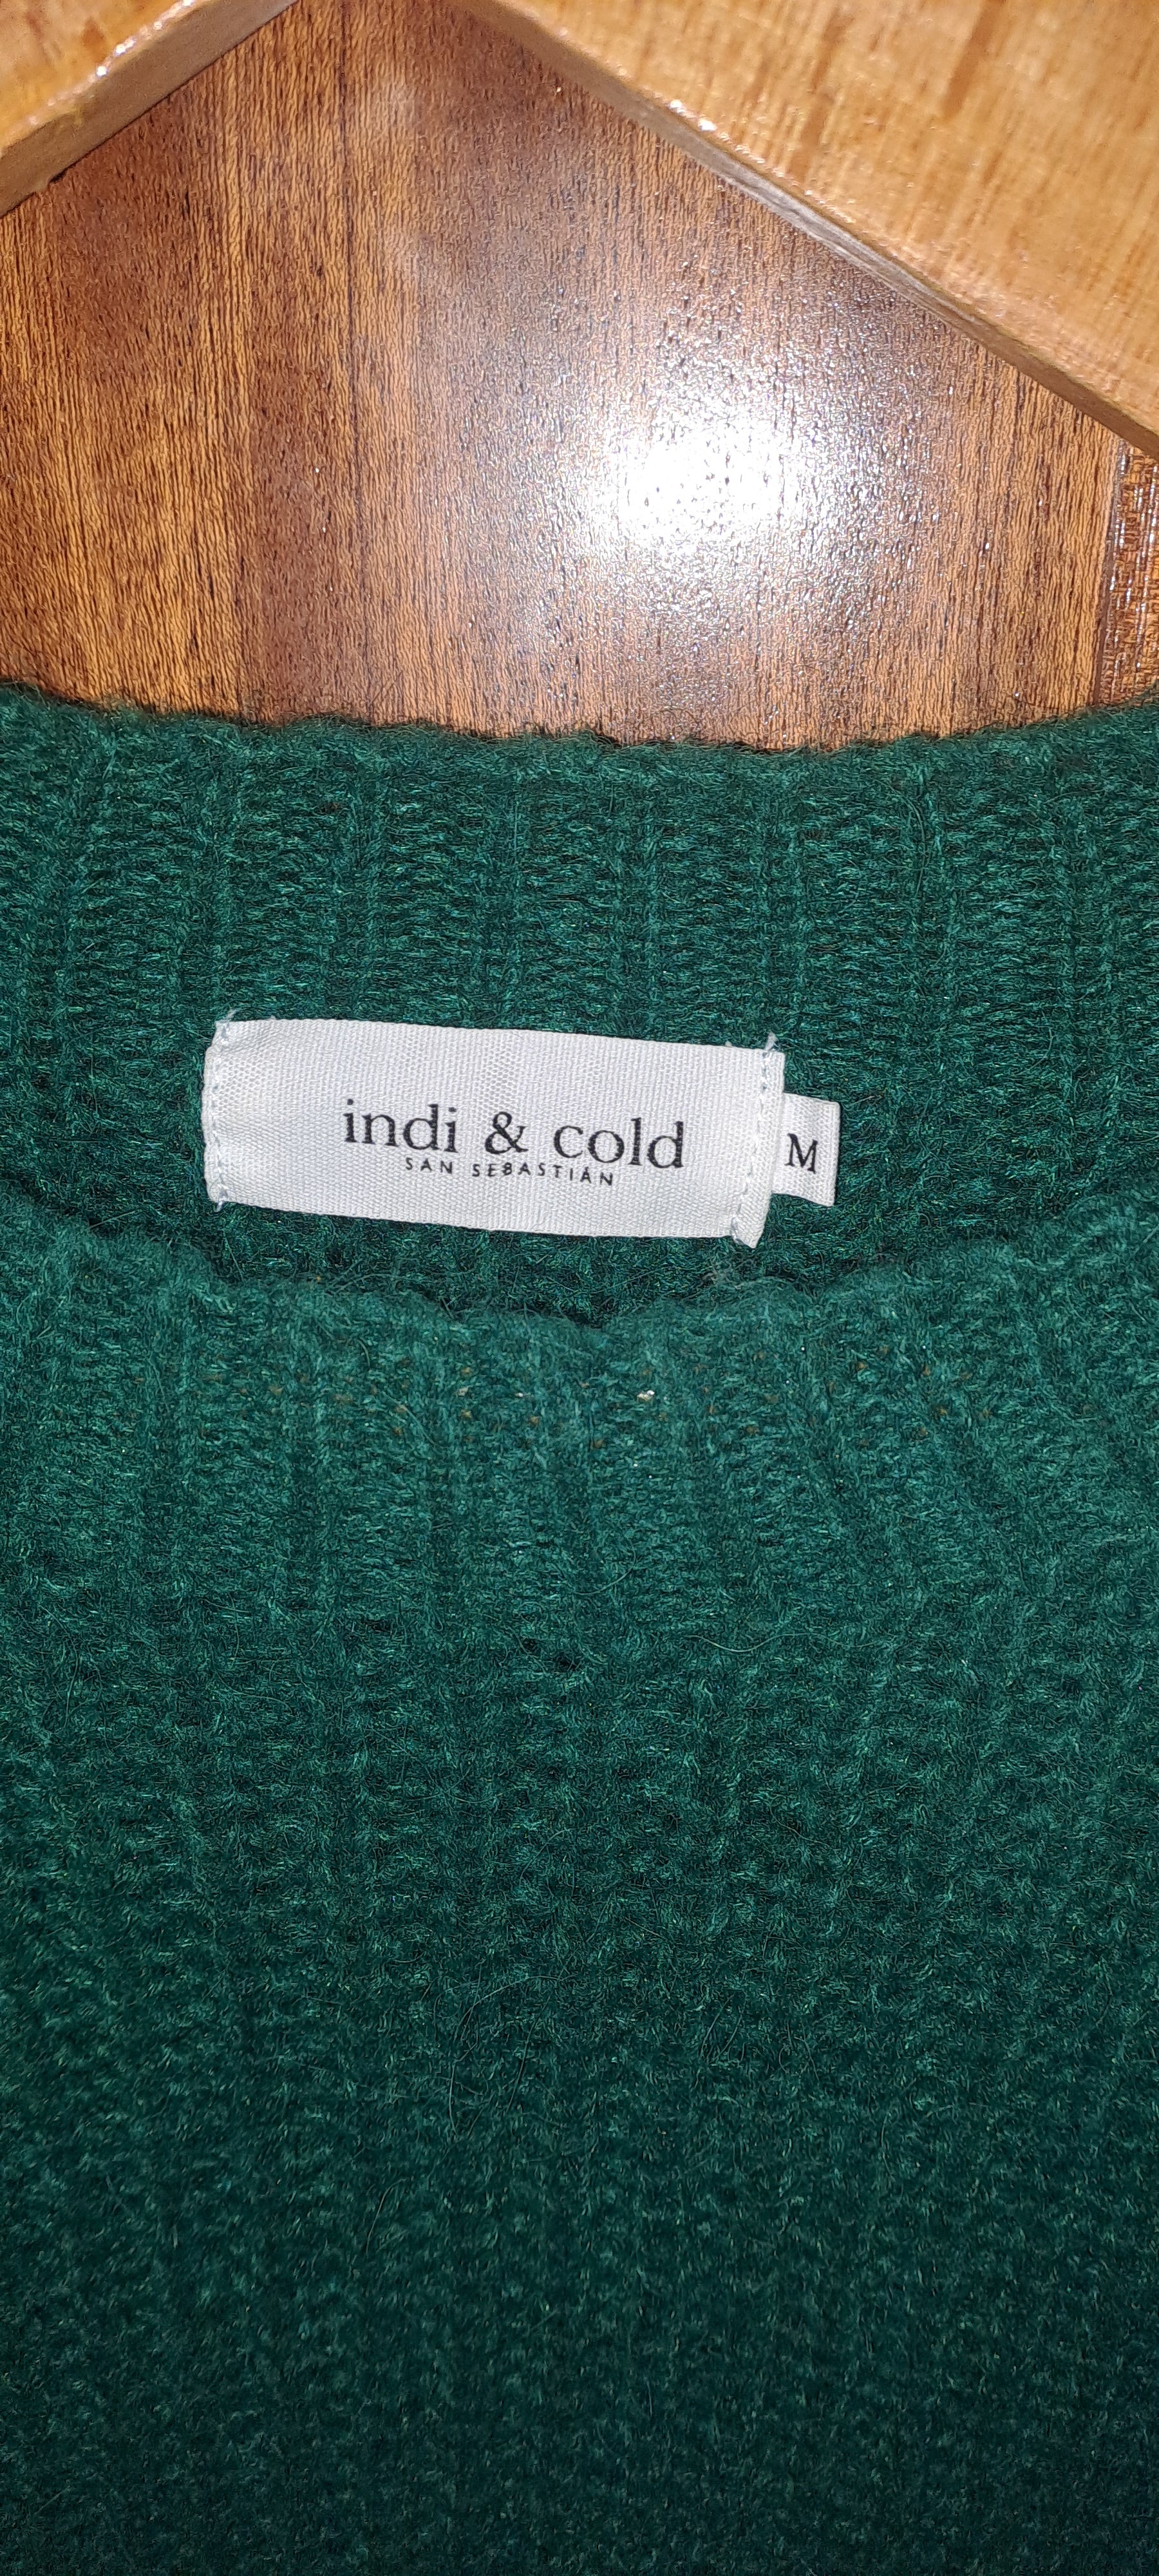 indi & cold
SAN SEBASTIÁN
M